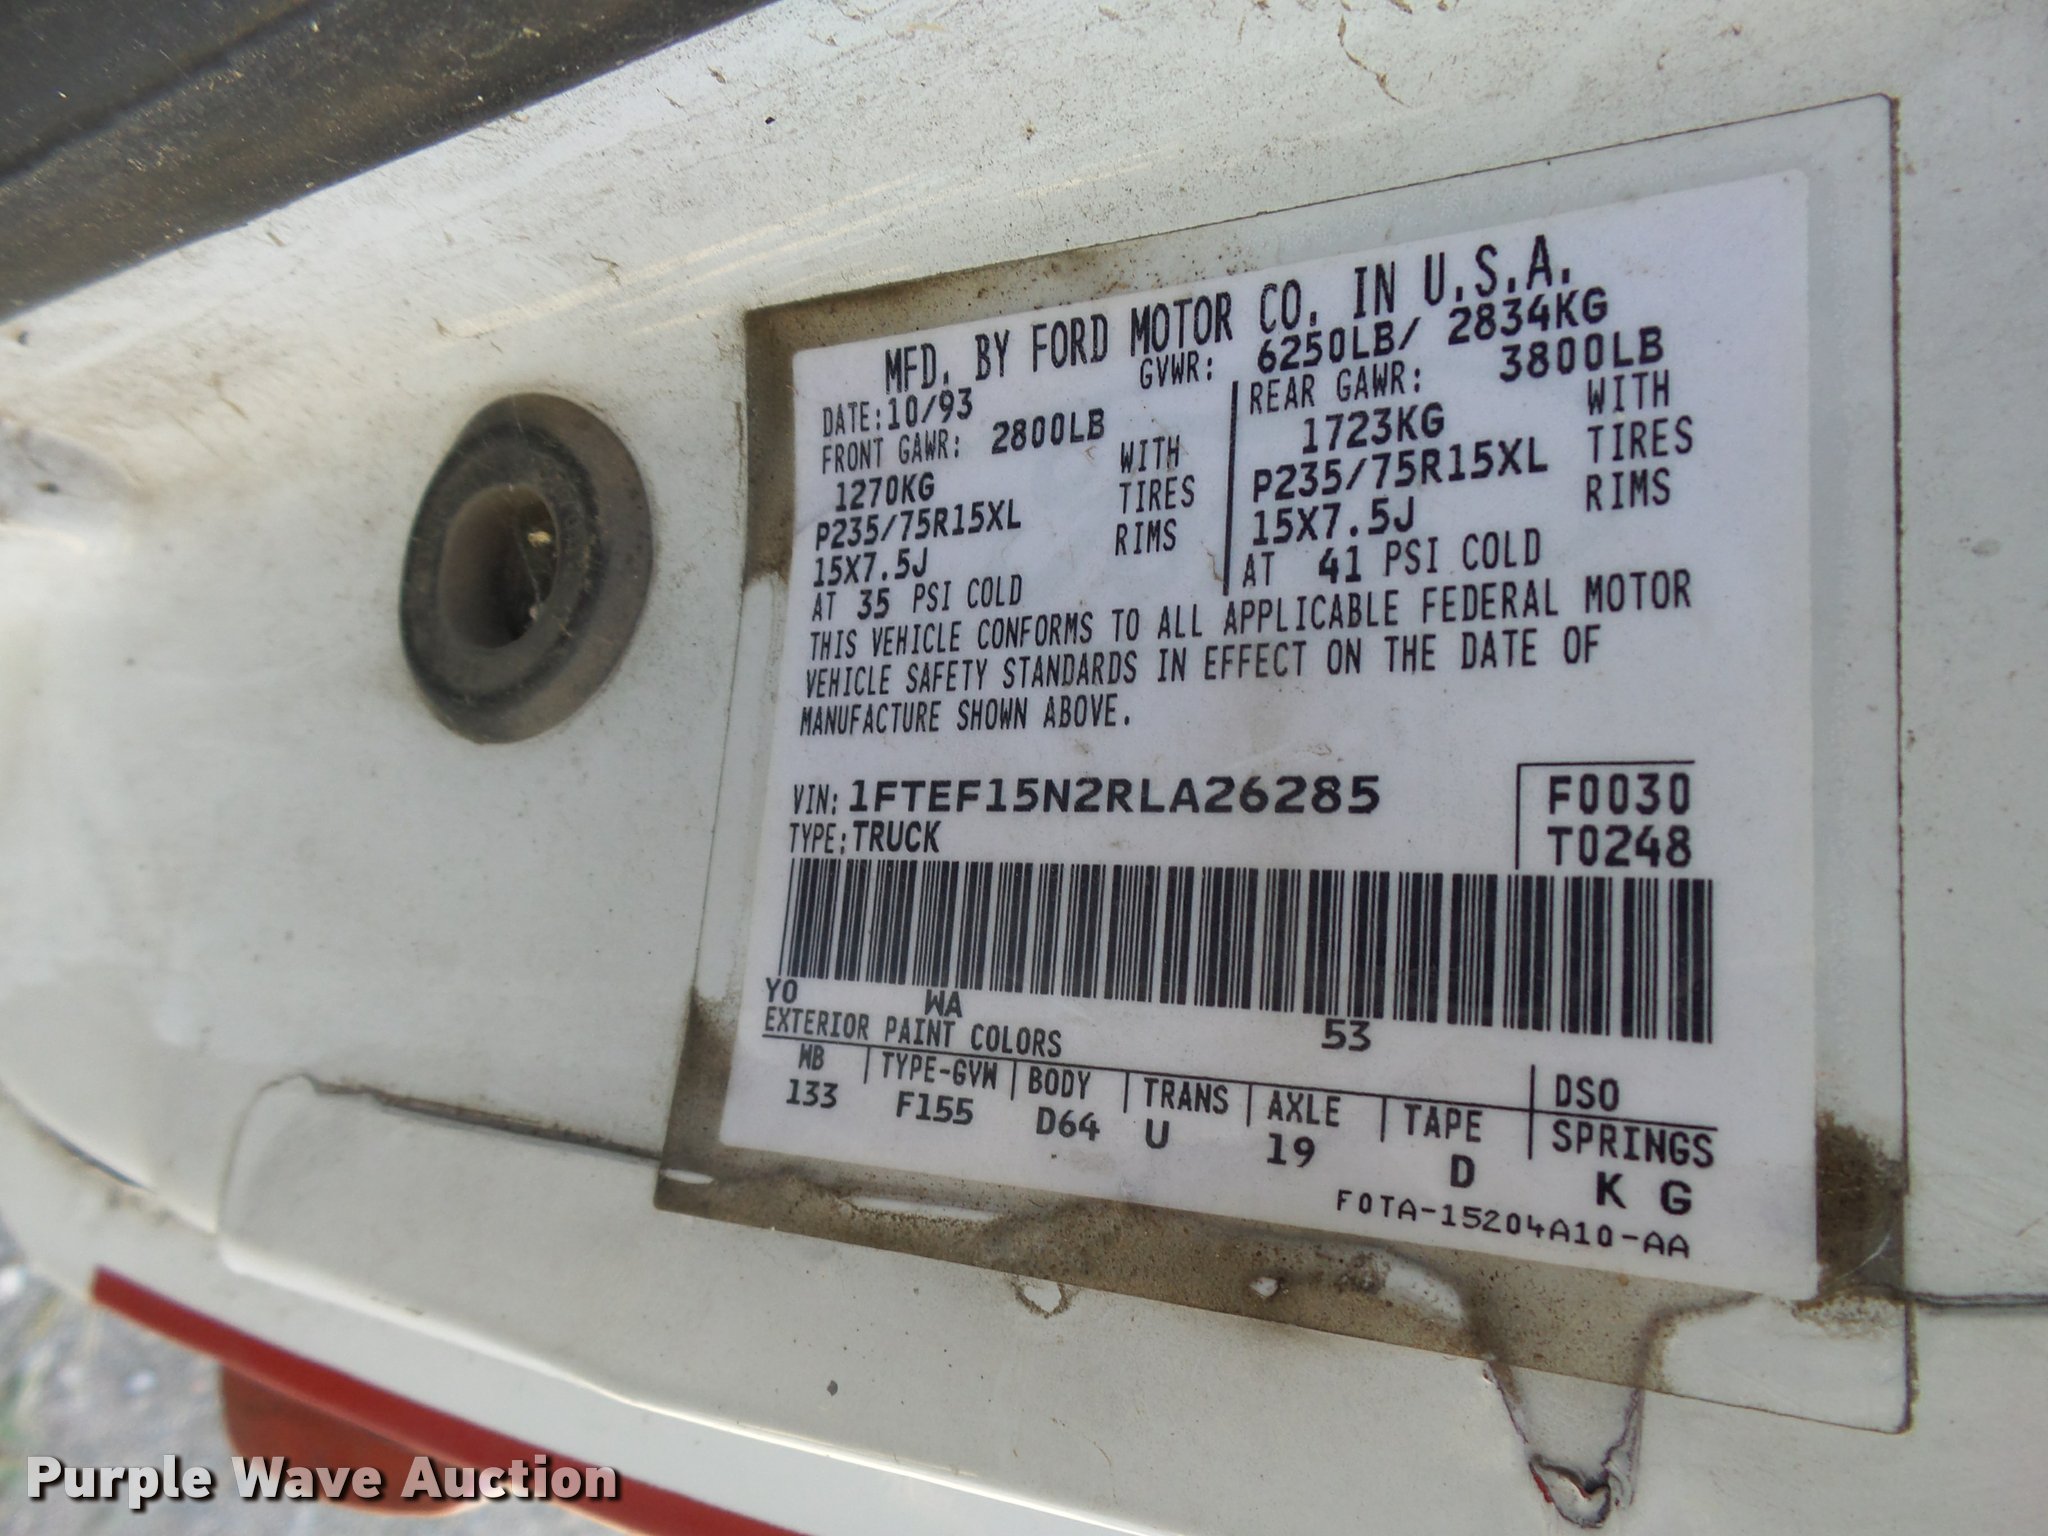 MFD. BY FORD MOTOR CO. IN U.S.A.
DATE: 10/93 GVWR: 6250LB/ 2834KG
FRONT GAWR: 2800LB REAR GAWR: 3800LB
1270KG WITH 1723KG WITH
P235/75R15XL TIRES P235/75R15XL TIRES
15X7.5J RIMS 15X7.5J RIMS
AT 35 PSI COLD AT 41 PSI COLD
THIS VEHICLE CONFORMS TO ALL APPLICABLE FEDERAL MOTOR
VEHICLE SAFETY STANDARDS IN EFFECT ON THE DATE OF
MANUFACTURE SHOWN ABOVE.
VIN: 1FTEF15N2RLA26285 F0030
TYPE: TRUCK T0248
YO WA 53
EXTERIOR PAINT COLORS DSO
WB TYPE-GVW BODY TRANS AXLE TAPE SPRINGS
133 F155 D64 U 19 D K G
F0TA-15204A10-AA
Purple Wave Auction